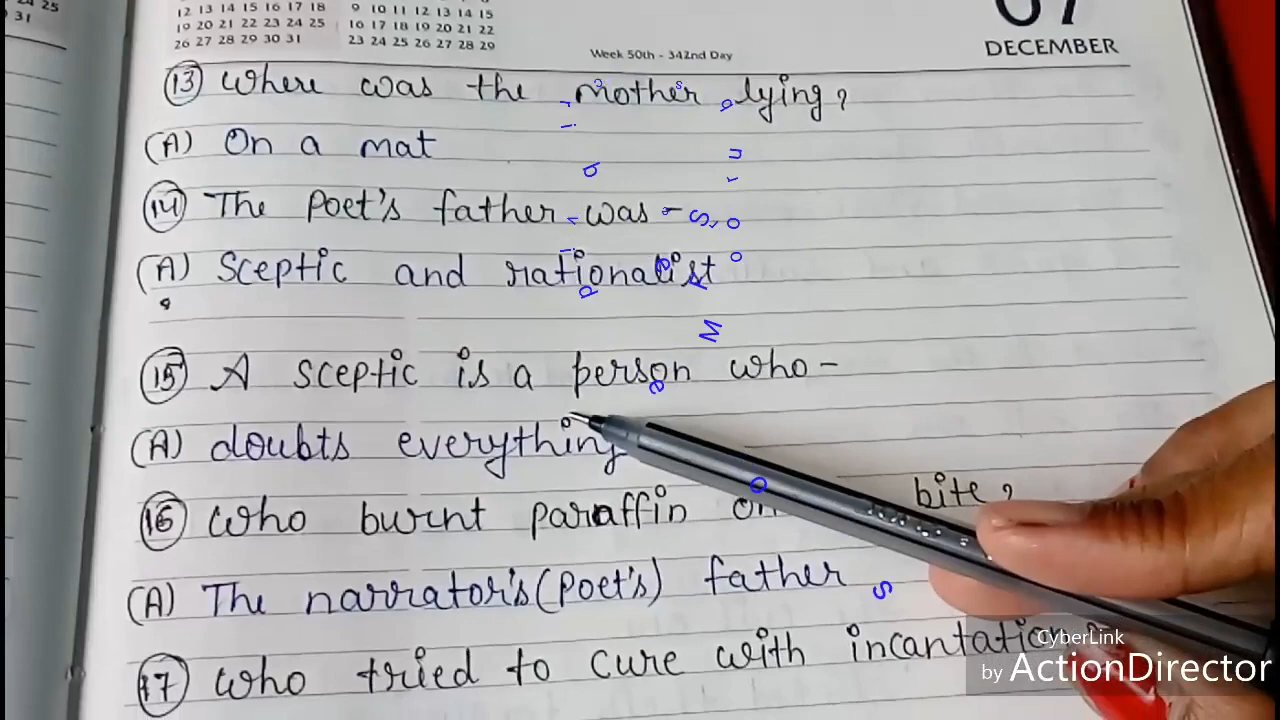 24 25
31
12 13 14 15 16 17 18
19 20 21 22 23 24 25
26 27 28 29 30 31
9 10 11 12 13 14 15
16 17 18 19 20 21 22
23 24 25 26 27 28 29
Week 50th - 342nd Day
07
DECEMBER
13 Where was the mother lying?
(A) On a mat
14 The Poet's father was -
(A) Sceptic and rationalist
15 A sceptic is a person who -
(A) doubts everything
16 Who burnt paraffin on bite?
(A) The narrator's (Poet's) father
17 Who tried to cure with incantation?
CyberLink
by ActionDirector